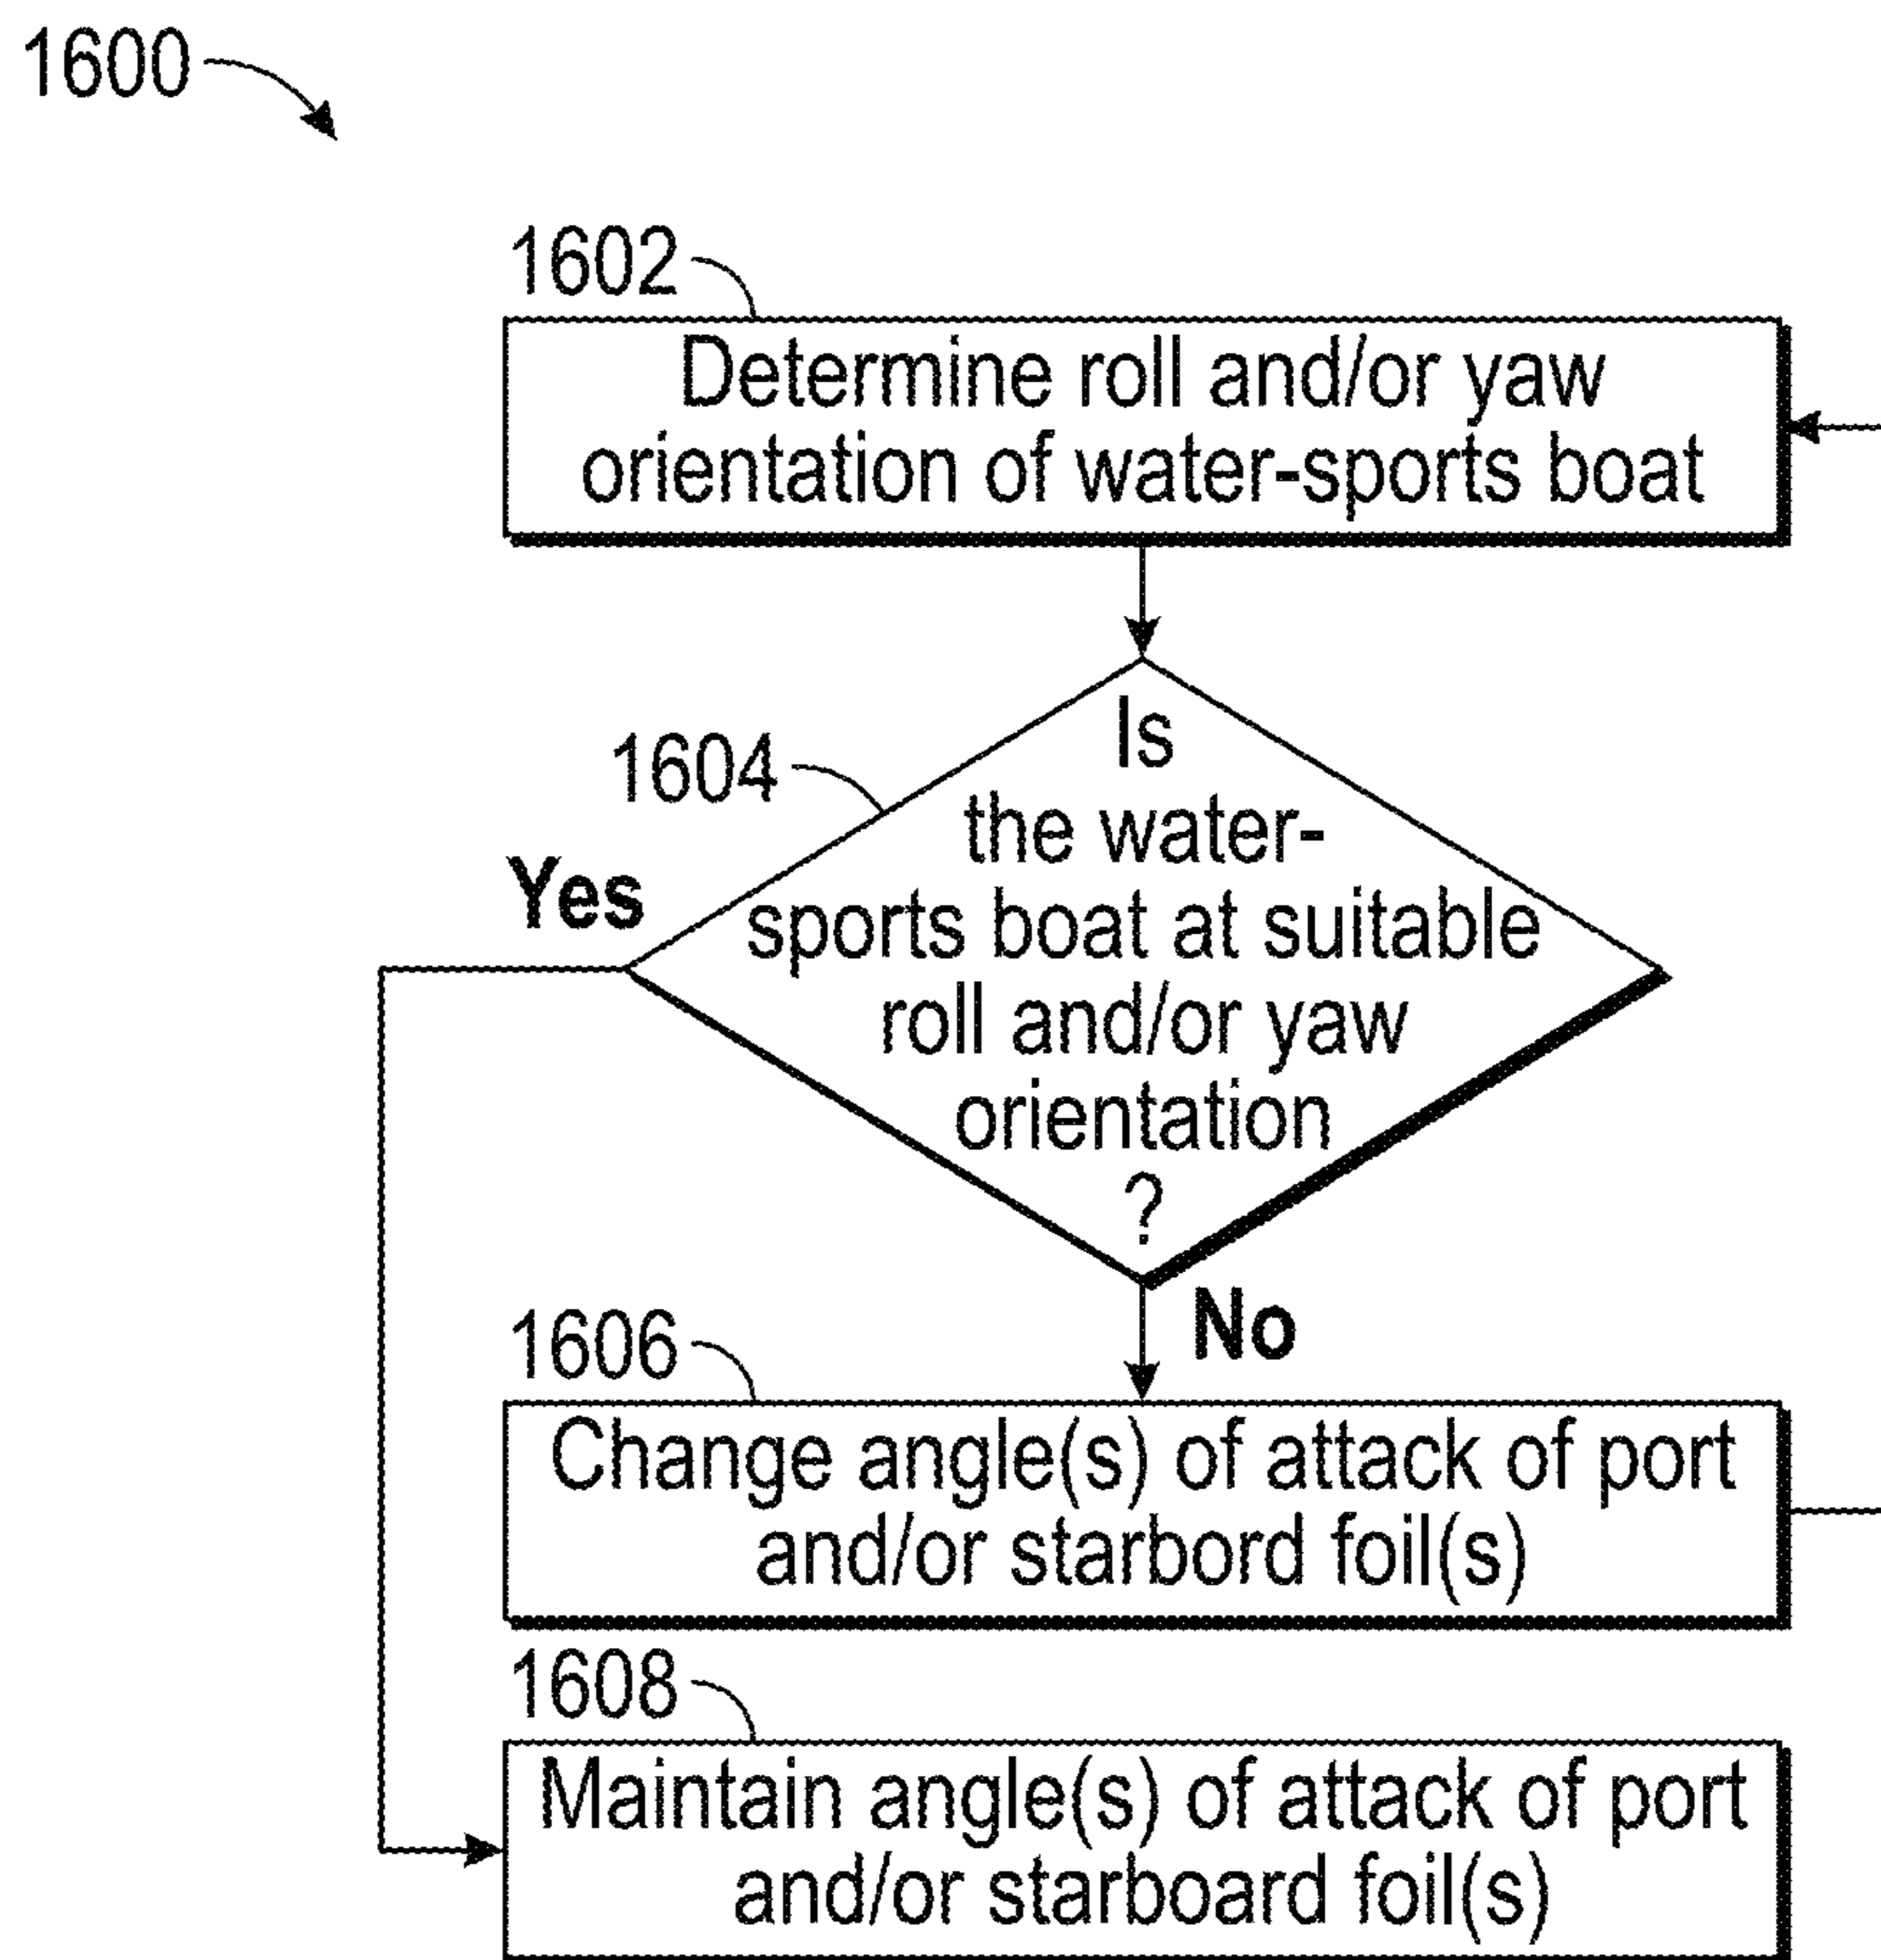 1600
1602
Determine roll and/or yaw
orientation of water-sports boat
1604
Is
the water-
sports boat at suitable
roll and/or yaw
orientation
?
Yes
No
1606
Change angle(s) of attack of port
and/or starbord foil(s)
1608
Maintain angle(s) of attack of port
and/or starboard foil(s)